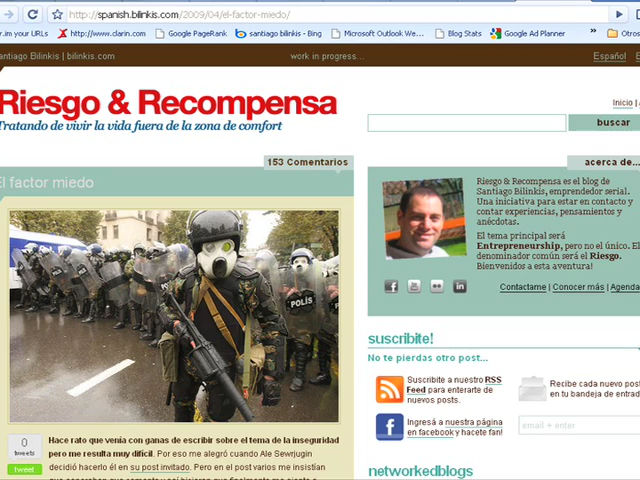 http://spanish.bilinkis.com/2009/04/el-factor-miedo/
r.im your URLs http://www.clarin.com Google PageRank santiago bilinkis - Bing Microsoft Outlook Web... Blog Stats Google Ad Planner » Otros
antiago Bilinkis | bilinkis.com work in progress... Español E
Riesgo & Recompensa
Tratando de vivir la vida fuera de la zona de confort
Inicio | A
buscar
153 Comentarios
El factor miedo
POLIS
0
tweets
tweet
Hace rato que venía con ganas de escribir sobre el tema de la inseguridad
pero me resulta muy difícil. Por eso me alegró cuando Ale Sewrjugin
decidió hacerlo él en su post invitado. Pero en el post varios me insistían
acerca de...
Riesgo & Recompensa es el blog de
Santiago Bilinkis, emprendedor serial.
Una iniciativa para estar en contacto y
contar experiencias, pensamientos y
anécdotas.
El tema principal será
Entrepreneurship, pero no el único. El
denominador común será el Riesgo.
Bienvenidos a esta aventura!
Contactame | Conocer más | Agenda
suscribite!
No te pierdas otro post...
Suscribite a nuestro RSS
Feed para enterarte de
nuevos posts.
Recibe cada nuevo post
en tu bandeja de entrad
Ingresá a nuestra página
en facebook y hacete fan!
email + enter
networkedblogs